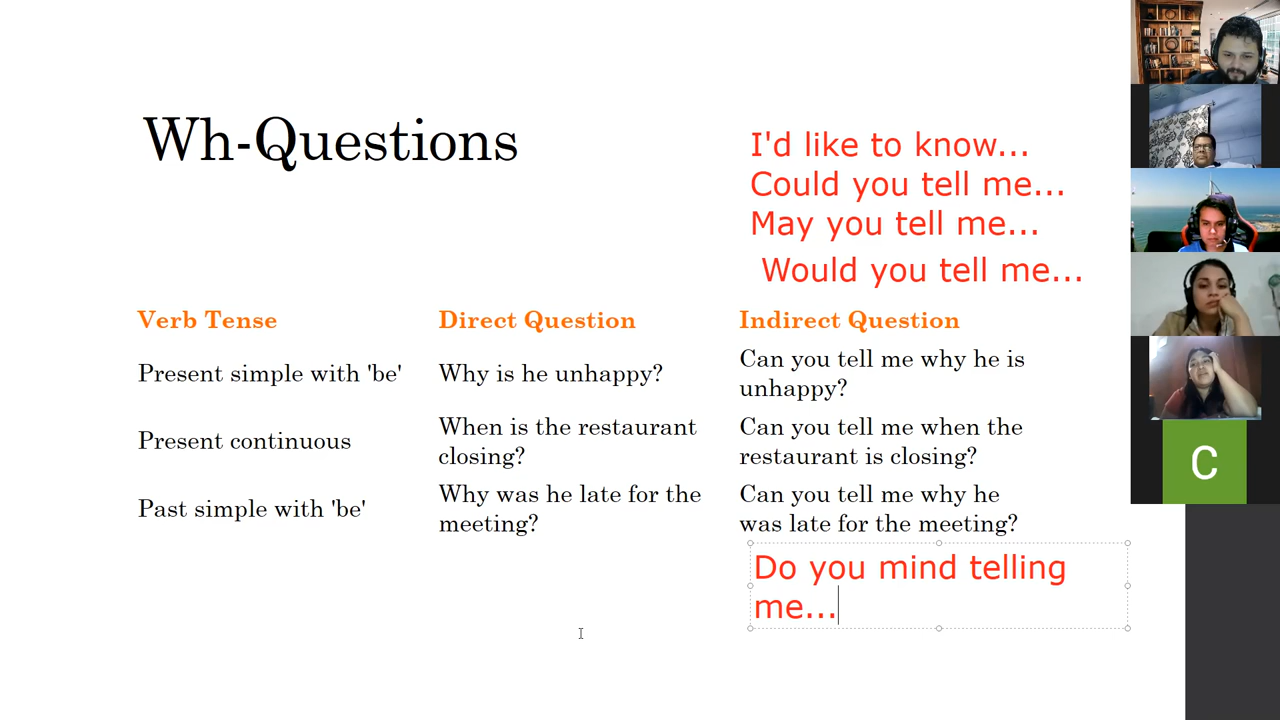 Wh-Questions
I'd like to know...
Could you tell me...
May you tell me...
Would you tell me...
Verb Tense
Direct Question
Indirect Question
Present simple with 'be'
Why is he unhappy?
Can you tell me why he is
unhappy?
Present continuous
When is the restaurant
closing?
Can you tell me when the
restaurant is closing?
Past simple with 'be'
Why was he late for the
meeting?
Can you tell me why he
was late for the meeting?
Do you mind telling
me...
C